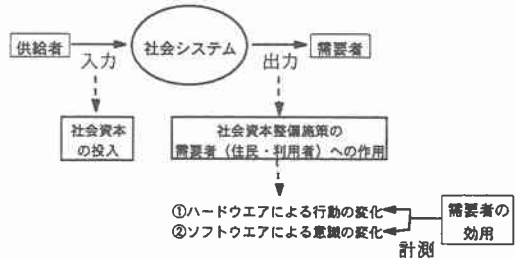 供給者
入力
社会システム
出力
需要者
社会資本
の投入
社会資本整備施策の
需要者（住民・利用者）への作用
①ハードウエアによる行動の変化
②ソフトウエアによる意識の変化
需要者の
効用
計測